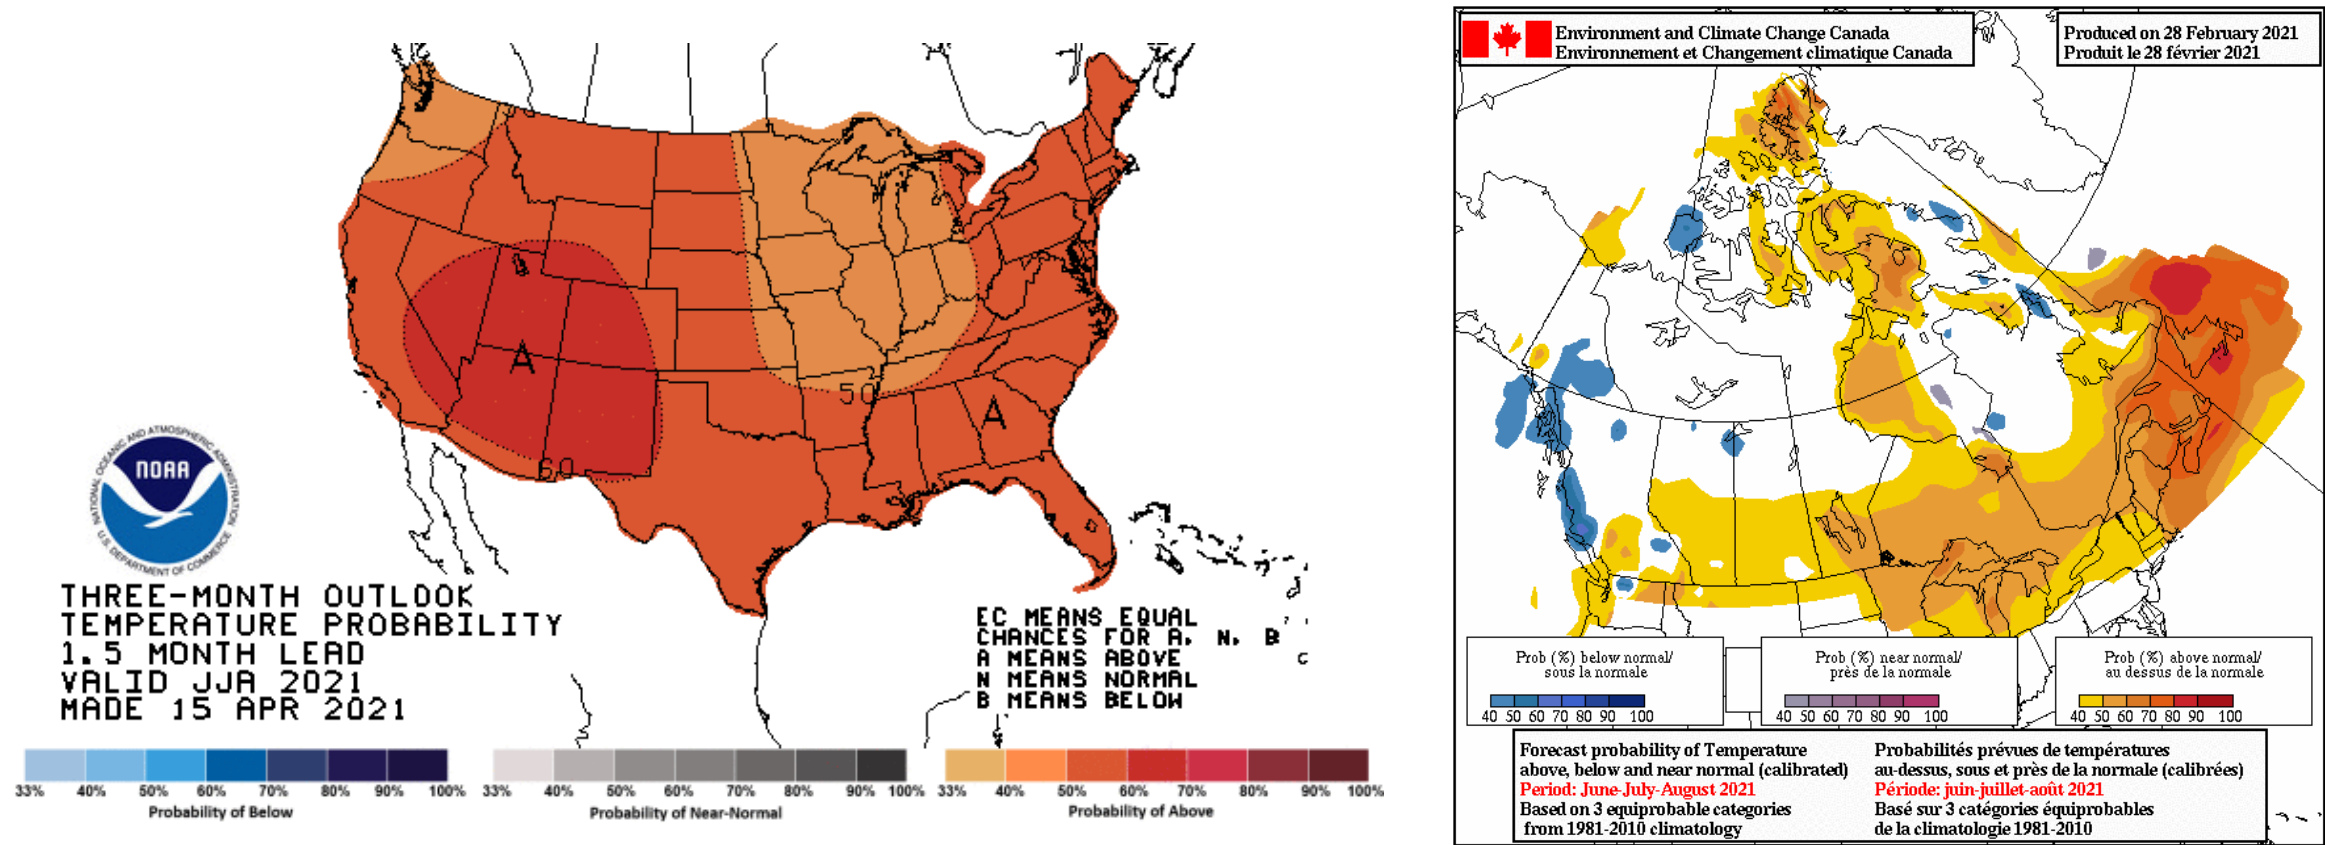 A
50
A
60
NATIONAL OCEANIC AND ATMOSPHERIC ADMINISTRATION
NOAA
U.S. DEPARTMENT OF COMMERCE
THREE-MONTH OUTLOOK
TEMPERATURE PROBABILITY
1.5 MONTH LEAD
VALID JJA 2021
MADE 15 APR 2021
EC MEANS EQUAL
CHANCES FOR A, N, B
A MEANS ABOVE
N MEANS NORMAL
B MEANS BELOW
C
33% 40% 50% 60% 70% 80% 90% 100%
Probability of Below
33% 40% 50% 60% 70% 80% 90% 100%
Probability of Near-Normal
33% 40% 50% 60% 70% 80% 90% 100%
Probability of Above
Environment and Climate Change Canada
Environnement et Changement climatique Canada
Produced on 28 February 2021
Produit le 28 février 2021
Prob (%) below normal/
sous la normale
40 50 60 70 80 90 100
Prob (%) near normal/
près de la normale
40 50 60 70 80 90 100
Prob (%) above normal/
au dessus de la normale
40 50 60 70 80 90 100
Forecast probability of Temperature
above, below and near normal (calibrated)
Period: June-July-August 2021
Based on 3 equiprobable categories
from 1981-2010 climatology
Probabilités prévues de températures
au-dessus, sous et près de la normale (calibrées)
Période: juin-juillet-août 2021
Basé sur 3 catégories équiprobables
de la climatologie 1981-2010